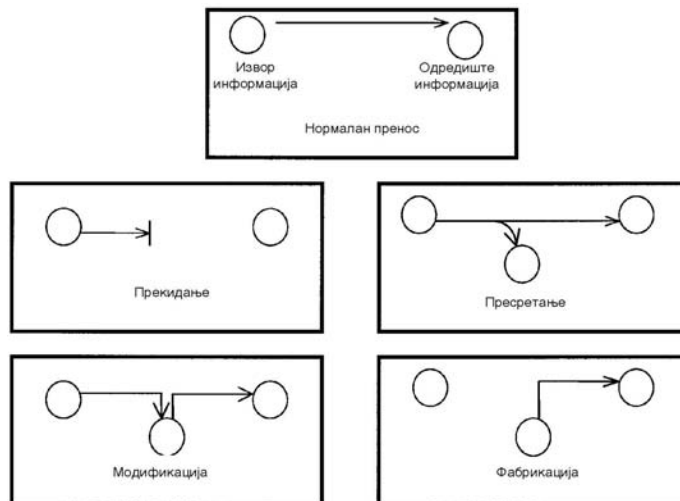 Извор
информација
Одредиште
информација
Нормалан пренос
Прекидање
Пресретање
Модификација
Фабрикација